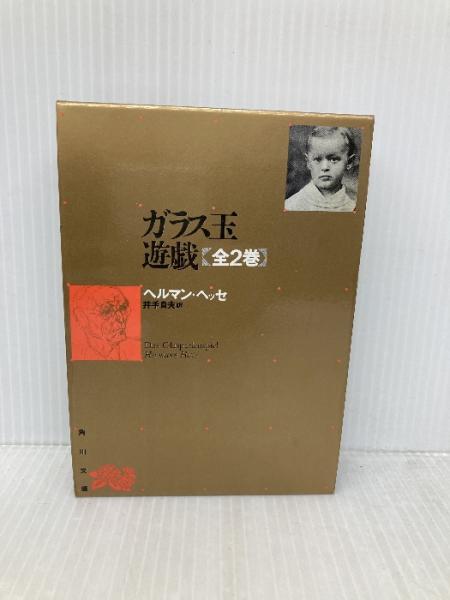 ガラス玉
遊戯【全2巻】
ヘルマン・ヘッセ
井手賁夫訳
Das Glasperlenspiel
Hermann Hesse
角川文庫